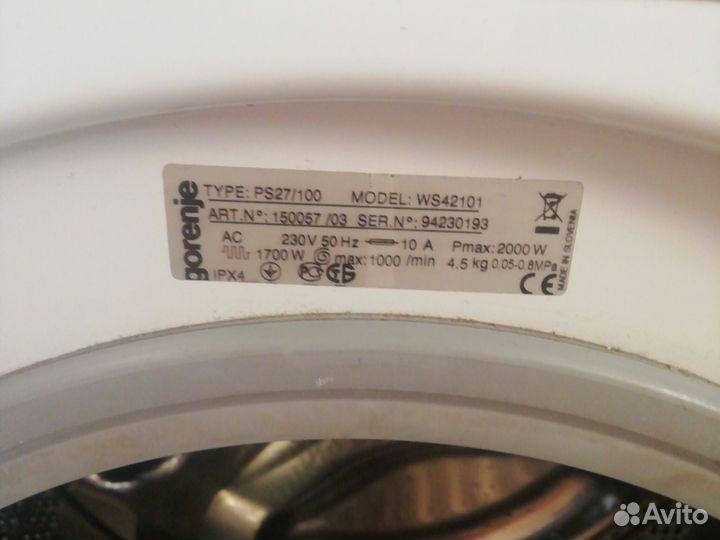 gorenje
TYPE: PS27/100 MODEL: WS42101
ART.N°: 150057 /03 SER.N°: 94230193
AC 230V 50 Hz 10 A Pmax: 2000 W
1700 W max: 1000 /min 4.5 kg 0.05-0.8MPa
IPX4
CE
MADE IN SLOVENIA
Avito